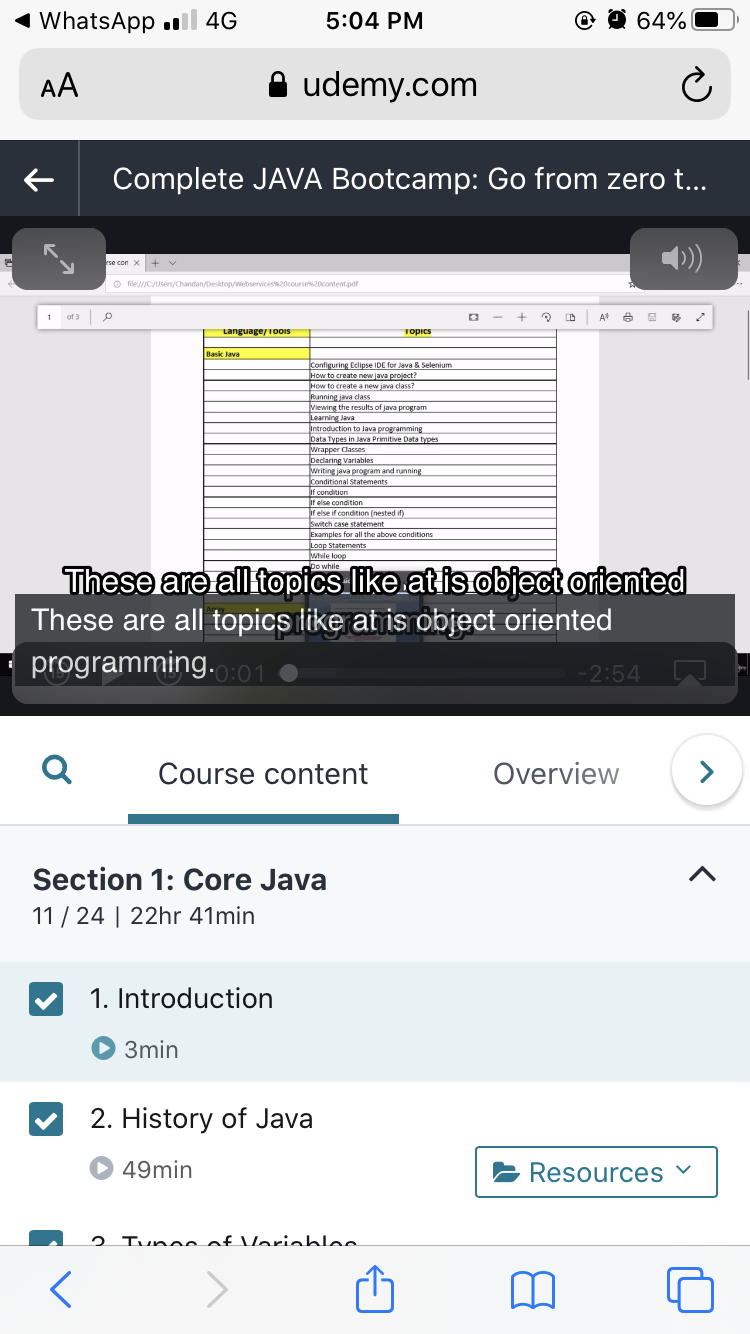 WhatsApp 4G 5:04 PM 64%
AA udemy.com
Complete JAVA Bootcamp: Go from zero t...
rse con
file:///C:/Users/Chandan/Desktop/Webservices%20course%20content.pdf
1 of 3
Language/Tools Topics
Basic Java
Configuring Eclipse IDE for Java & Selenium
How to create new java project?
How to create a new java class?
Running java class
Viewing the results of java program
Learning Java
Introduction to Java programming
Data Types in Java Primitive Data types
Wrapper Classes
Declaring Variables
Writing java program and running
Conditional Statements
If condition
If else condition
If else if condition (nested if)
Switch case statement
Examples for all the above conditions
Loop Statements
While loop
Do while
These are all topics like at is object oriented
programming.
These are all topics like at is object oriented
programming.
15 15 0:01 -2:54
Course content Overview
Section 1: Core Java
11 / 24 | 22hr 41min
1. Introduction
3min
2. History of Java
49min
Resources
3. Types of Variables